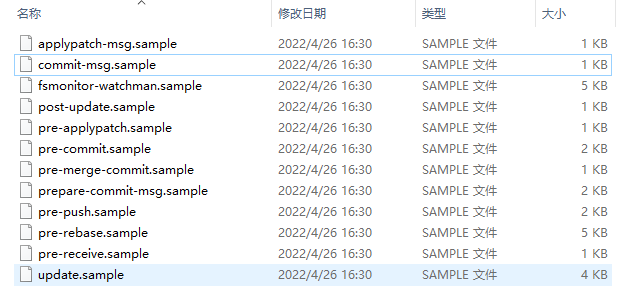 名称 修改日期 类型 大小
applypatch-msg.sample 2022/4/26 16:30 SAMPLE 文件 1 KB
commit-msg.sample 2022/4/26 16:30 SAMPLE 文件 1 KB
fsmonitor-watchman.sample 2022/4/26 16:30 SAMPLE 文件 5 KB
post-update.sample 2022/4/26 16:30 SAMPLE 文件 1 KB
pre-applypatch.sample 2022/4/26 16:30 SAMPLE 文件 1 KB
pre-commit.sample 2022/4/26 16:30 SAMPLE 文件 2 KB
pre-merge-commit.sample 2022/4/26 16:30 SAMPLE 文件 1 KB
prepare-commit-msg.sample 2022/4/26 16:30 SAMPLE 文件 2 KB
pre-push.sample 2022/4/26 16:30 SAMPLE 文件 2 KB
pre-rebase.sample 2022/4/26 16:30 SAMPLE 文件 5 KB
pre-receive.sample 2022/4/26 16:30 SAMPLE 文件 1 KB
update.sample 2022/4/26 16:30 SAMPLE 文件 4 KB